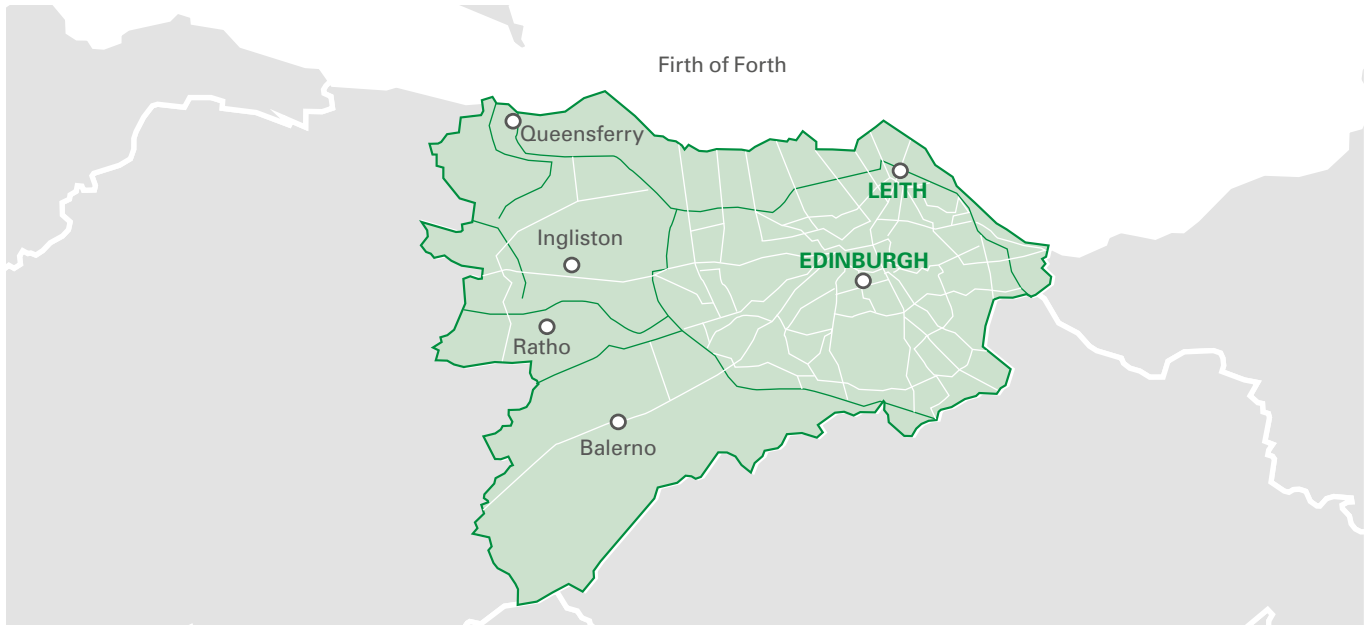 Firth of Forth
Queensferry
LEITH
Ingliston
EDINBURGH
Ratho
Balerno